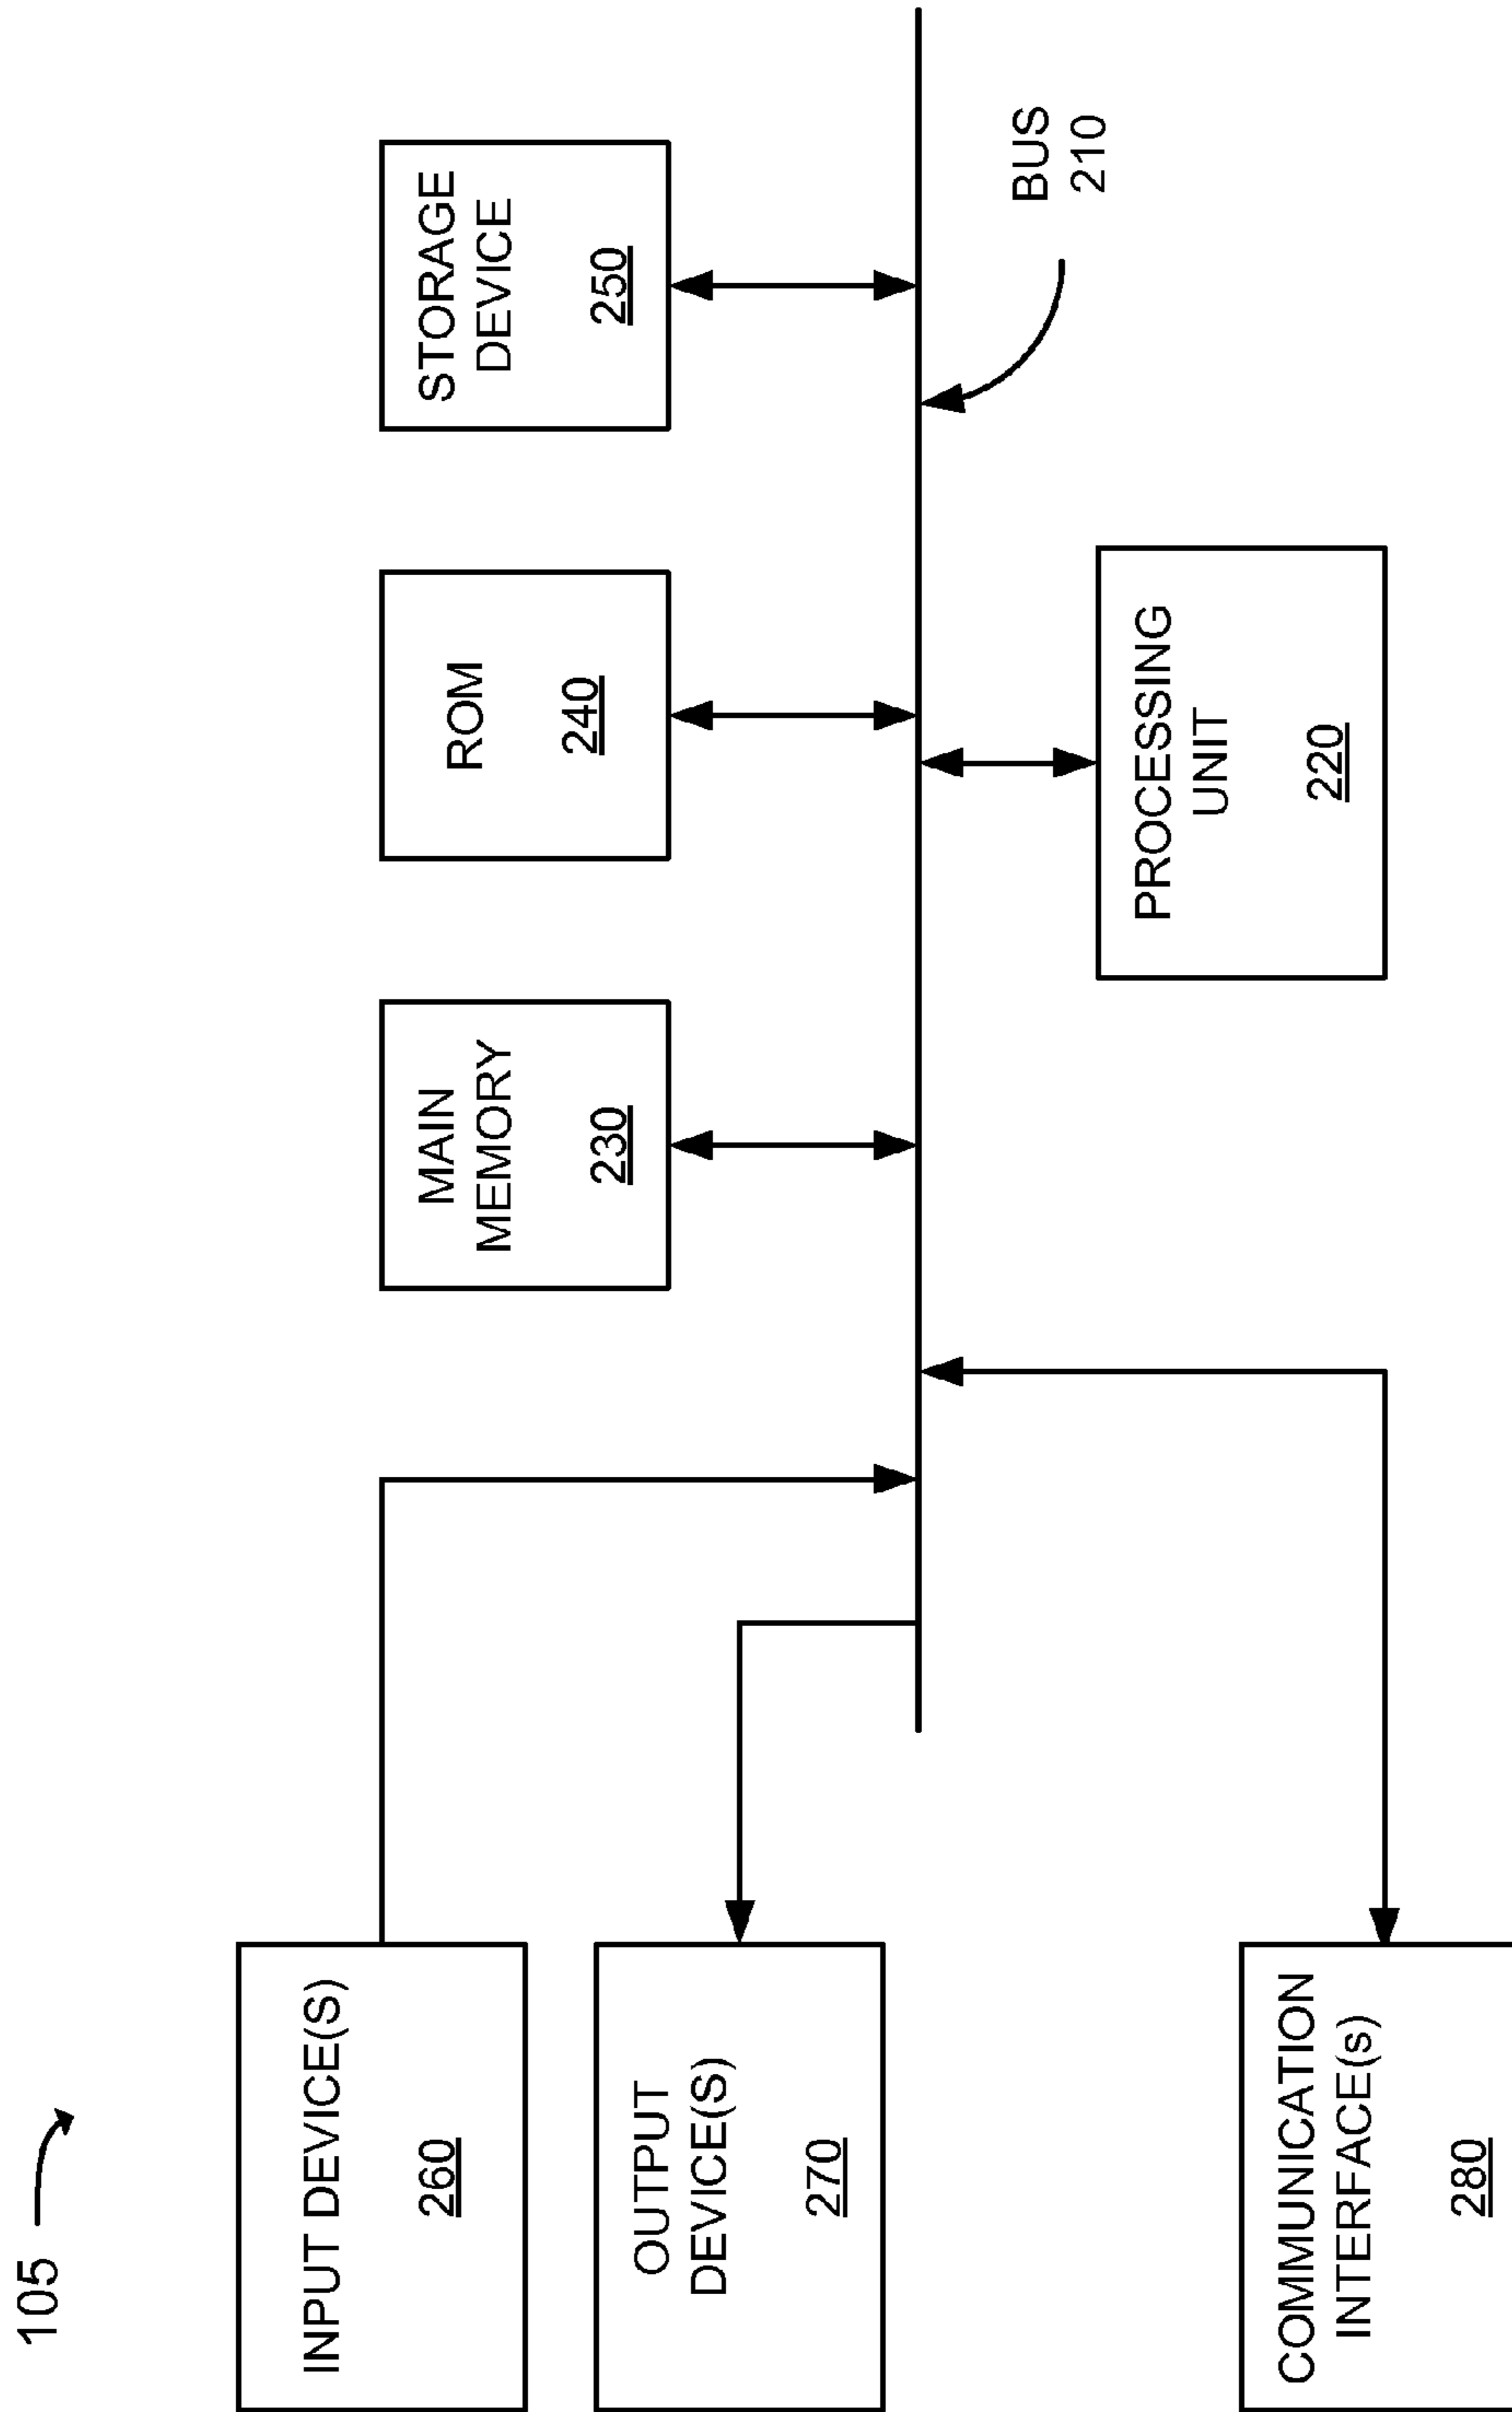 105
INPUT DEVICE(S)
260
OUTPUT
DEVICE(S)
270
COMMUNICATION
INTERFACE(s)
280
MAIN
MEMORY
230
ROM
240
STORAGE
DEVICE
250
PROCESSING
UNIT
220
BUS
210